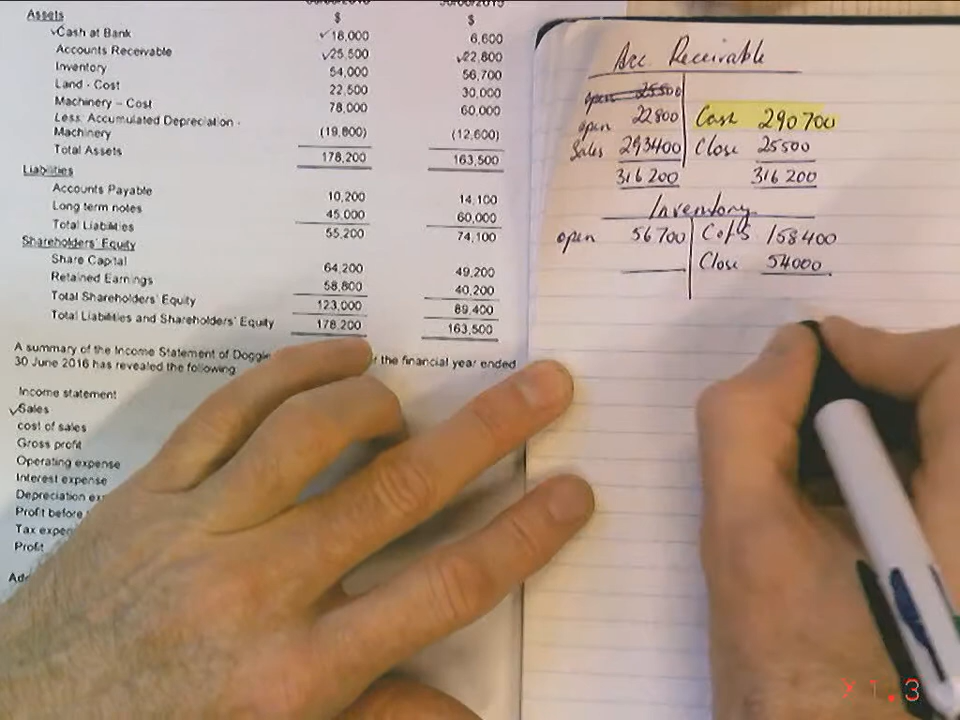 Assets
$ $
Cash at Bank 18,000 6,600
Accounts Receivable 25,500 22,800
Inventory 54,000 56,700
Land - Cost 22,500 30,000
Machinery – Cost 78,000 60,000
Less: Accumulated Depreciation -
Machinery (19,800) (12,600)
Total Assets 178,200 163,500
Liabilities
Accounts Payable 10,200 14,100
Long term notes 45,000 60,000
Total Liabilities 55,200 74,100
Shareholders' Equity
Share Capital 64,200 49,200
Retained Earnings 58,800 40,200
Total Shareholders' Equity 123,000 89,400
Total Liabilities and Shareholders' Equity 178,200 163,500
A summary of the Income Statement of Doggie the financial year ended
30 June 2016 has revealed the following
Income statement
Sales
cost of sales
Gross profit
Operating expense
Interest expense
Depreciation
Profit before
Tax
Profit
Acc. Receivable
open 25500
open 22800 Cash 290700
Sales 293400 Close 25500
316200 316200
Inventory
open 56700 158400
Close 54000